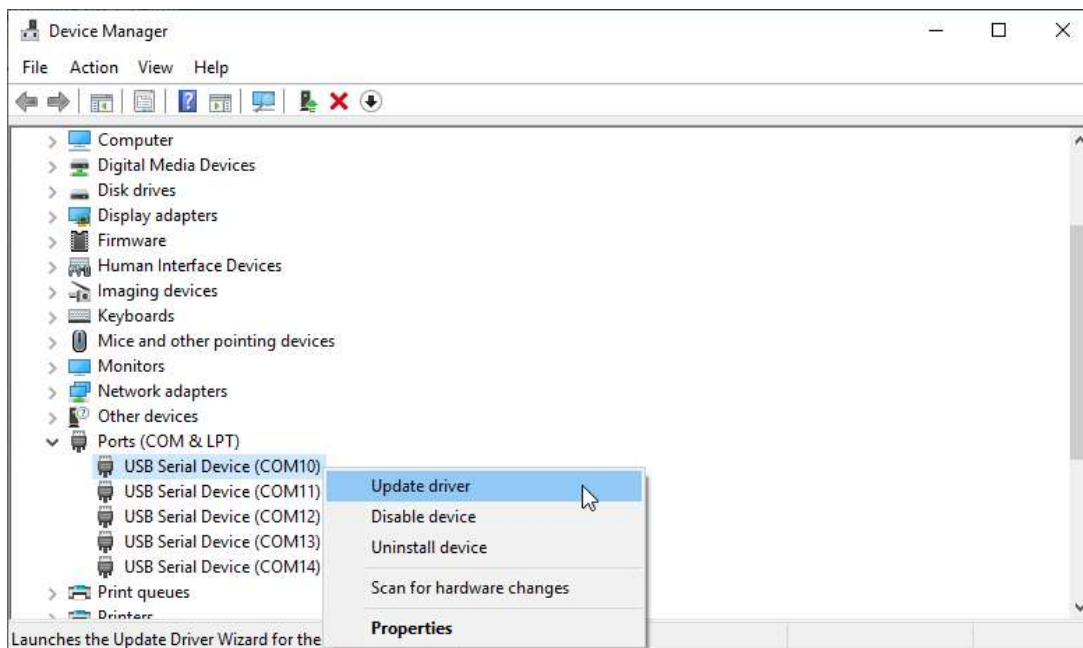 Device Manager
File Action View Help
Computer
Digital Media Devices
Disk drives
Display adapters
Firmware
Human Interface Devices
Imaging devices
Keyboards
Mice and other pointing devices
Monitors
Network adapters
Other devices
Ports (COM & LPT)
USB Serial Device (COM10)
USB Serial Device (COM11)
USB Serial Device (COM12)
USB Serial Device (COM13)
USB Serial Device (COM14)
Print queues
Printers
Update driver
Disable device
Uninstall device
Scan for hardware changes
Properties
Launches the Update Driver Wizard for the